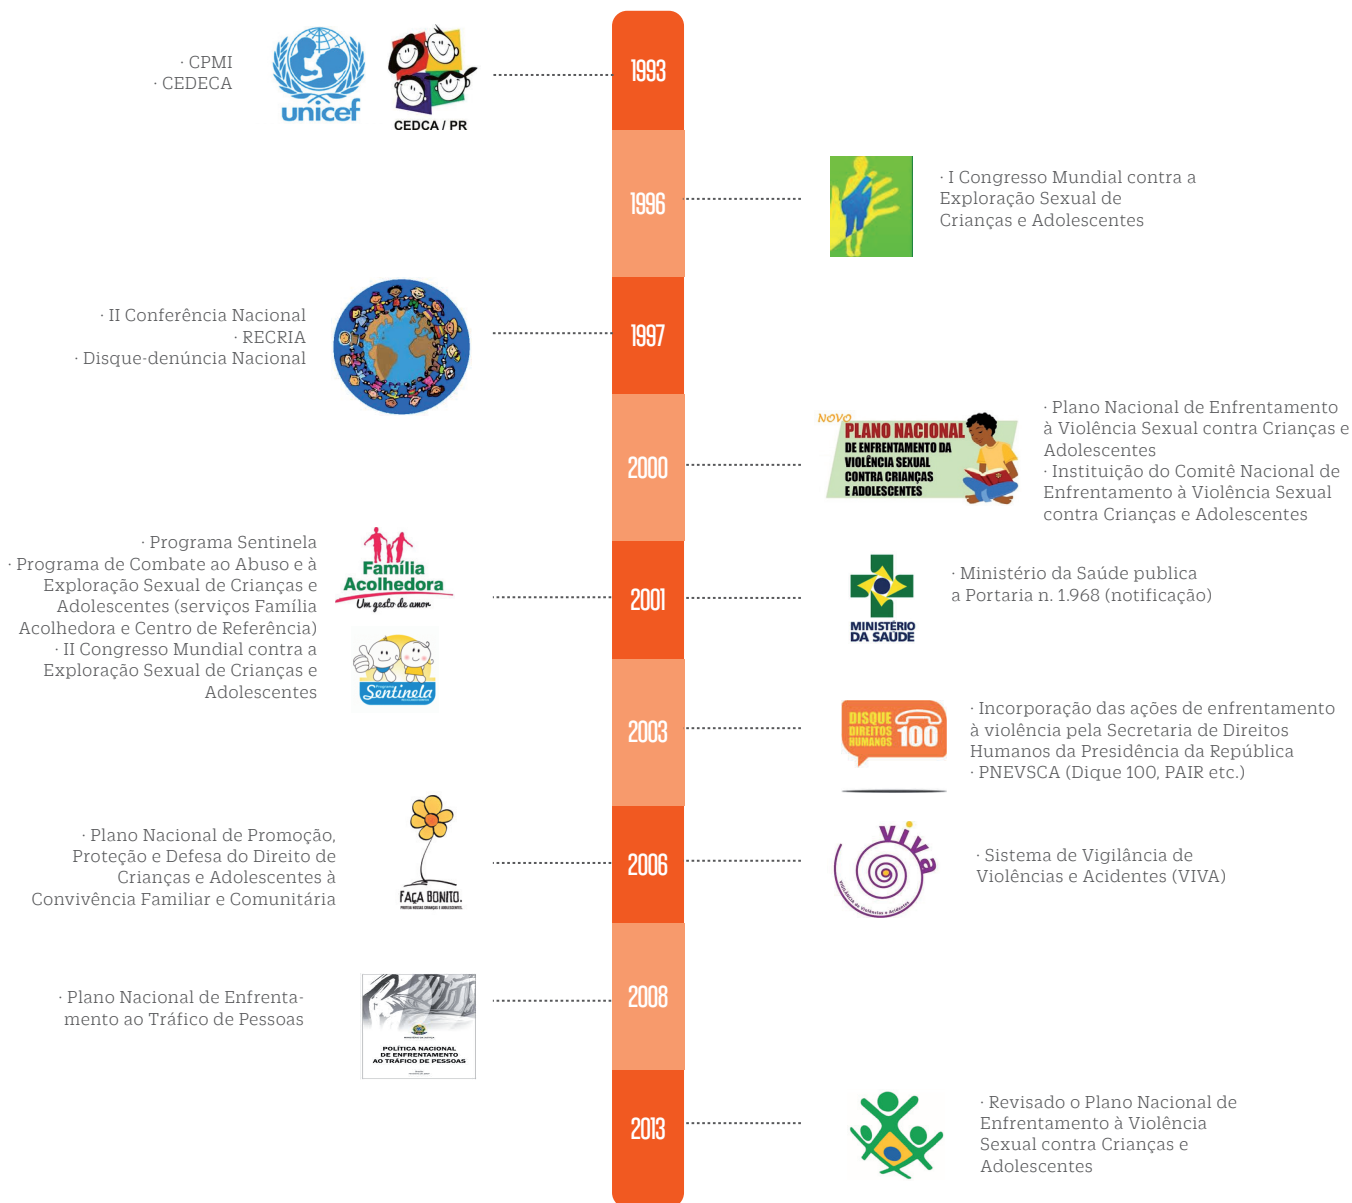 · CPMI
· CEDECA
unicef
CEDCA / PR
1993
1996
· I Congresso Mundial contra a
Exploração Sexual de
Crianças e Adolescentes
· II Conferência Nacional
· RECRIA
· Disque-denúncia Nacional
1997
2000
NOVO
PLANO NACIONAL
DE ENFRENTAMENTO DA
VIOLÊNCIA SEXUAL
CONTRA CRIANÇAS
E ADOLESCENTES
· Plano Nacional de Enfrentamento
à Violência Sexual contra Crianças e
Adolescentes
· Instituição do Comitê Nacional de
Enfrentamento à Violência Sexual
contra Crianças e Adolescentes
· Programa Sentinela
· Programa de Combate ao Abuso e à
Exploração Sexual de Crianças e
Adolescentes (serviços Família
Acolhedora e Centro de Referência)
· II Congresso Mundial contra a
Exploração Sexual de Crianças e
Adolescentes
Família
Acolhedora
Um gesto de amor
Sentinela
2001
MINISTÉRIO
DA SAÚDE
· Ministério da Saúde publica
a Portaria n. 1.968 (notificação)
2003
DISQUE
DIREITOS
HUMANOS
100
· Incorporação das ações de enfrentamento
à violência pela Secretaria de Direitos
Humanos da Presidência da República
· PNEVSCA (Dique 100, PAIR etc.)
· Plano Nacional de Promoção,
Proteção e Defesa do Direito de
Crianças e Adolescentes à
Convivência Familiar e Comunitária
FAÇA BONITO.
PROTEJA NOSSAS CRIANÇAS E ADOLESCENTES.
2006
viva
Vigilância de Violências e Acidentes
· Sistema de Vigilância de
Violências e Acidentes (VIVA)
· Plano Nacional de Enfrenta-
mento ao Tráfico de Pessoas
POLÍTICA NACIONAL
DE ENFRENTAMENTO
AO TRÁFICO DE PESSOAS
2008
2013
· Revisado o Plano Nacional de
Enfrentamento à Violência
Sexual contra Crianças e
Adolescentes